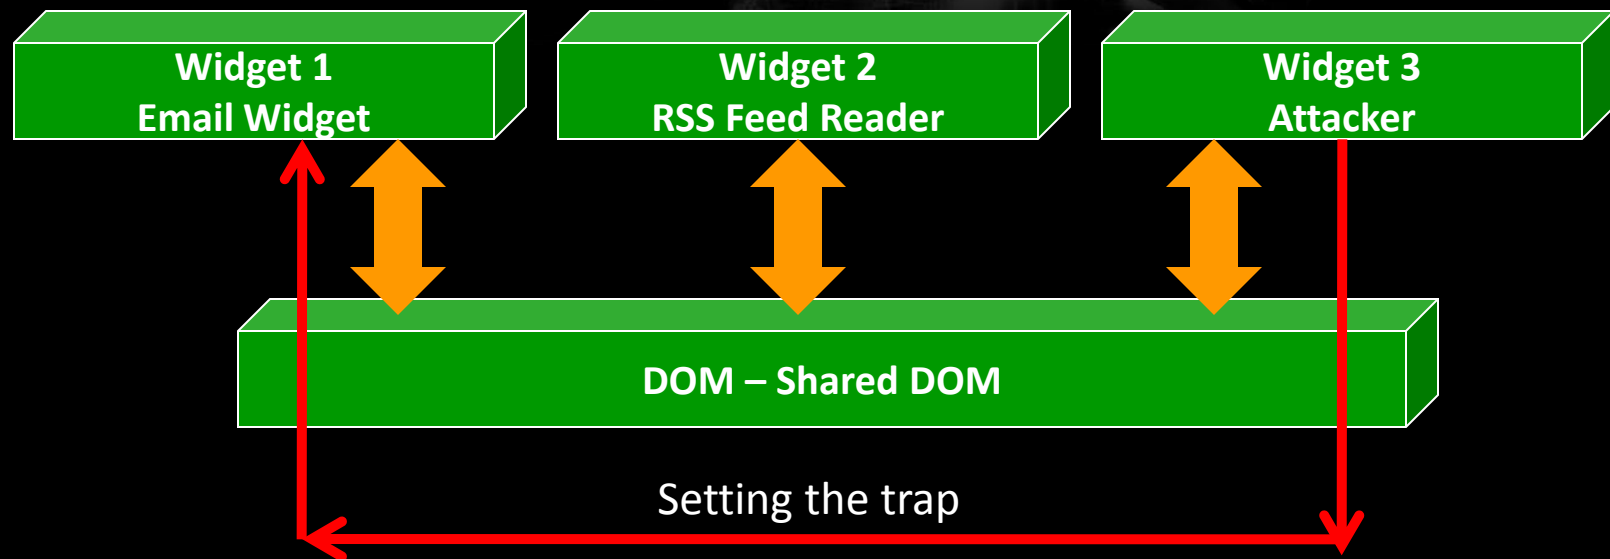 Widget 1
Email Widget
Widget 2
RSS Feed Reader
Widget 3
Attacker
DOM – Shared DOM
Setting the trap